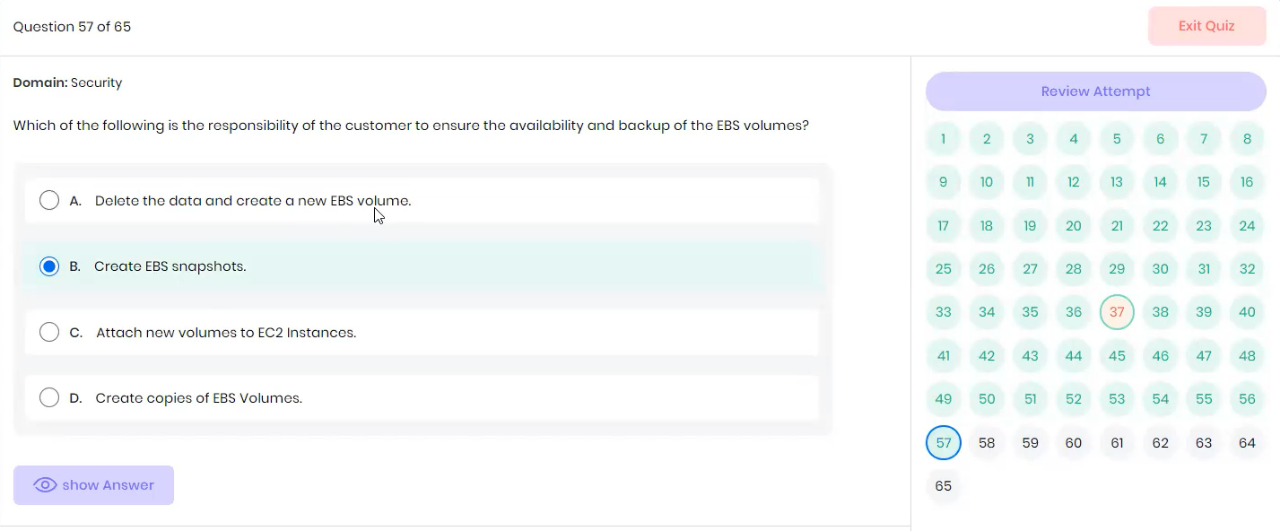 Question 57 of 65
Exit Quiz
Domain: Security
Which of the following is the responsibility of the customer to ensure the availability and backup of the EBS volumes?
A. Delete the data and create a new EBS volume.
B. Create EBS snapshots.
C. Attach new volumes to EC2 Instances.
D. Create copies of EBS Volumes.
show Answer
Review Attempt
1 2 3 4 5 6 7 8
9 10 11 12 13 14 15 16
17 18 19 20 21 22 23 24
25 26 27 28 29 30 31 32
33 34 35 36 37 38 39 40
41 42 43 44 45 46 47 48
49 50 51 52 53 54 55 56
57 58 59 60 61 62 63 64
65